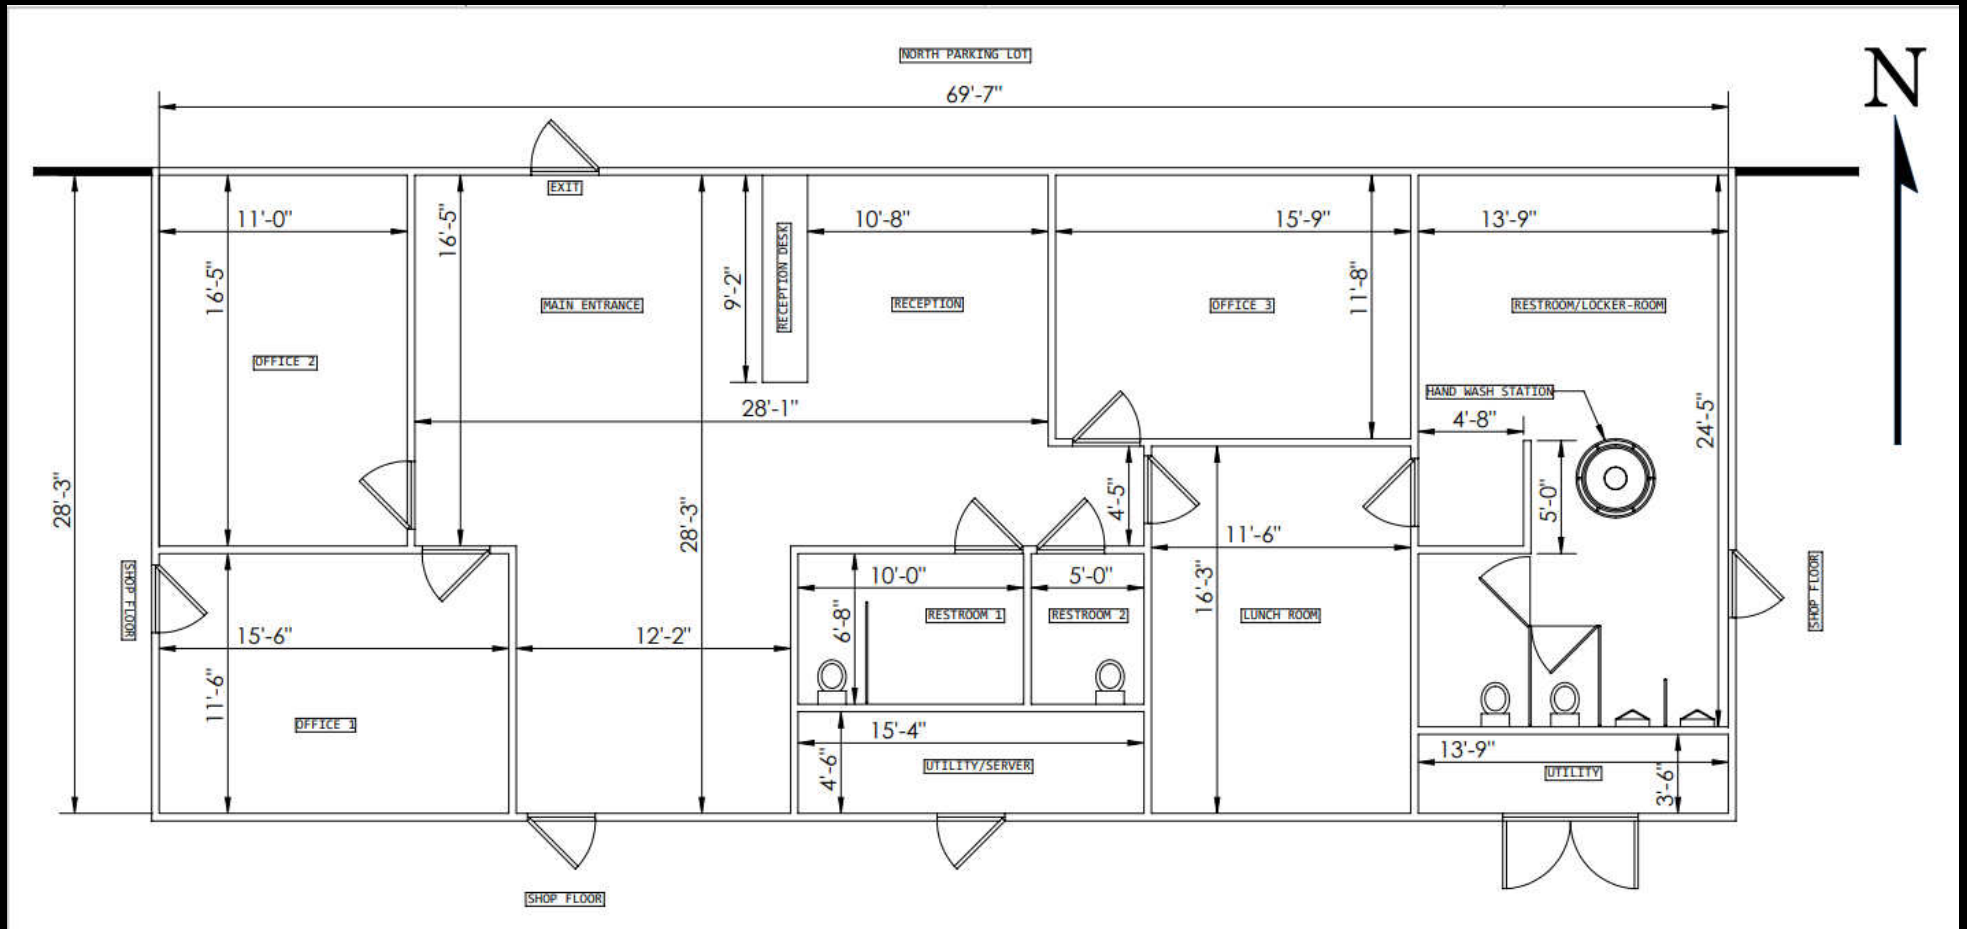 NORTH PARKING LOT
N
69'-7"
EXIT
11'-0"
16'-5"
10'-8"
15'-9"
13'-9"
16'-5"
9'-2"
RECEPTION DESK
11'-8"
MAIN ENTRANCE
RECEPTION
OFFICE 3
RESTROOM/LOCKER-ROOM
OFFICE 2
HAND WASH STATION
28'-1"
4'-8"
24'-5"
28'-3"
28'-3"
4'-5"
5'-0"
11'-6"
SHOP FLOOR
10'-0"
5'-0"
16'-3"
SHOP FLOOR
6'-8"
RESTROOM 1
RESTROOM 2
LUNCH ROOM
15'-6"
12'-2"
11'-6"
OFFICE 1
15'-4"
13'-9"
4'-6"
UTILITY/SERVER
UTILITY
3'-6"
SHOP FLOOR